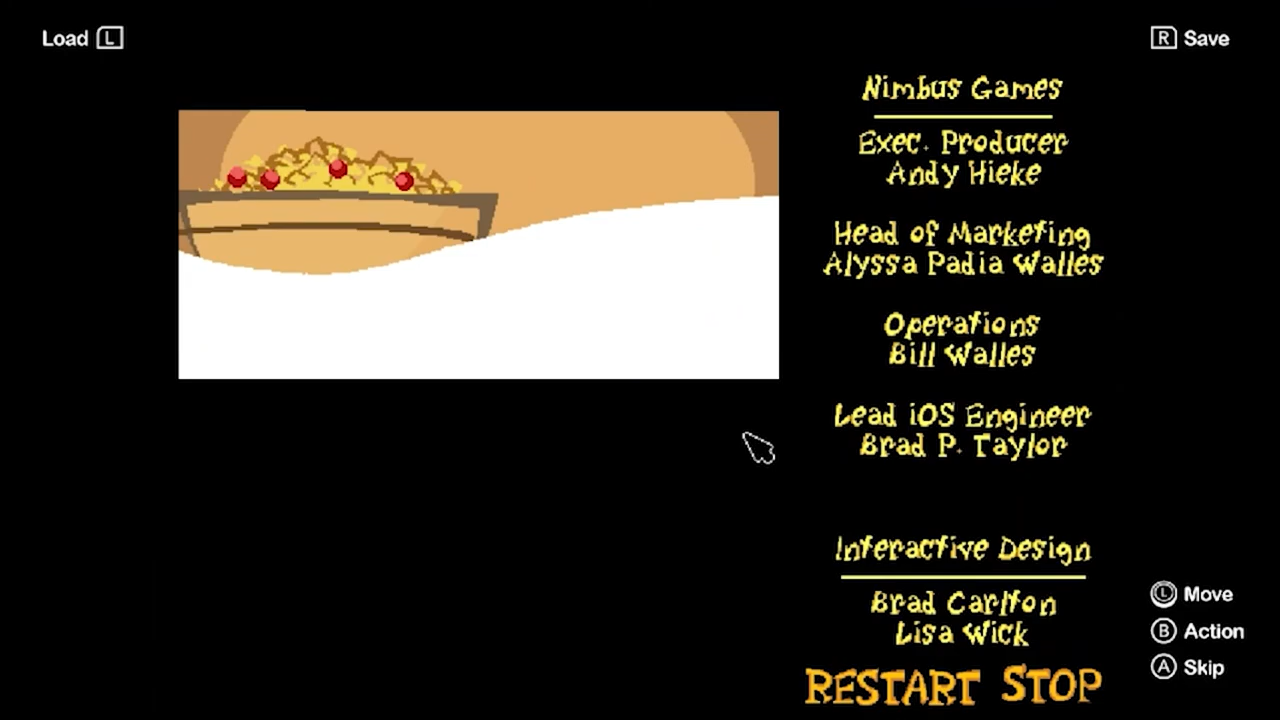 Load L
R Save
Nimbus Games
Exec. Producer
Andy Hieke
Head of Marketing
Alyssa Padia Walles
Operations
Bill Walles
Lead iOS Engineer
Brad P. Taylor
Interactive Design
Brad Carlton
Lisa Wick
RESTART STOP
L Move
B Action
A Skip